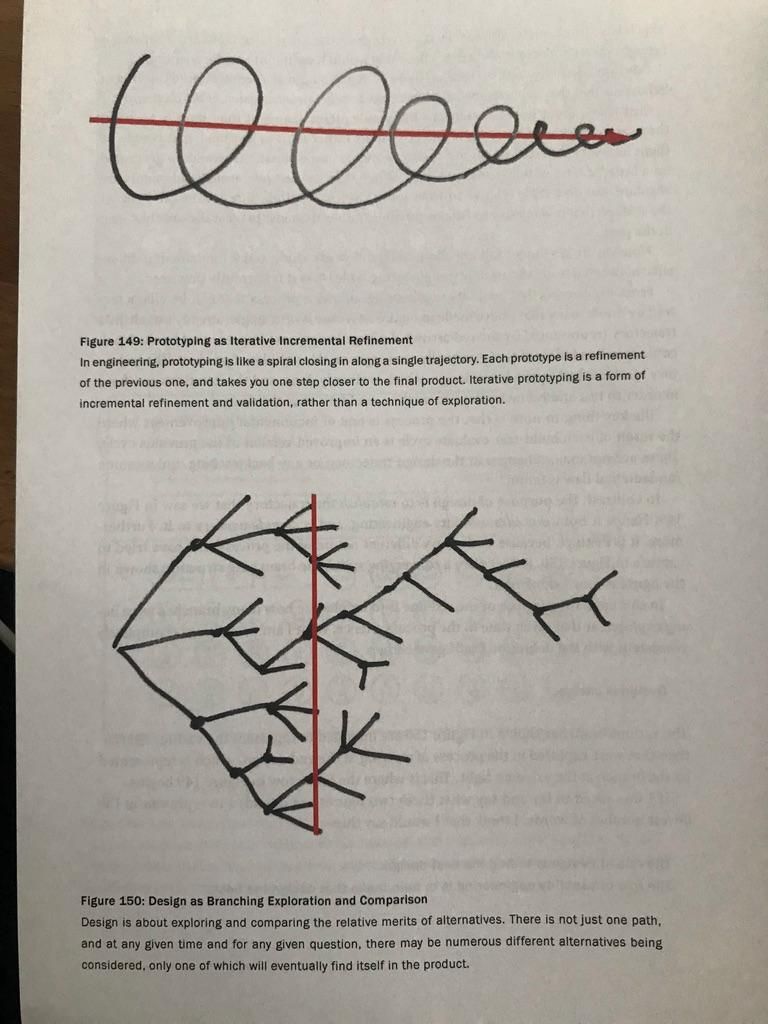 Figure 149: Prototyping as Iterative Incremental Refinement
In engineering, prototyping is like a spiral closing in along a single trajectory. Each prototype is a refinement
of the previous one, and takes you one step closer to the final product. Iterative prototyping is a form of
incremental refinement and validation, rather than a technique of exploration.
Figure 150: Design as Branching Exploration and Comparison
Design is about exploring and comparing the relative merits of alternatives. There is not just one path,
and at any given time and for any given question, there may be numerous different alternatives being
considered, only one of which will eventually find itself in the product.